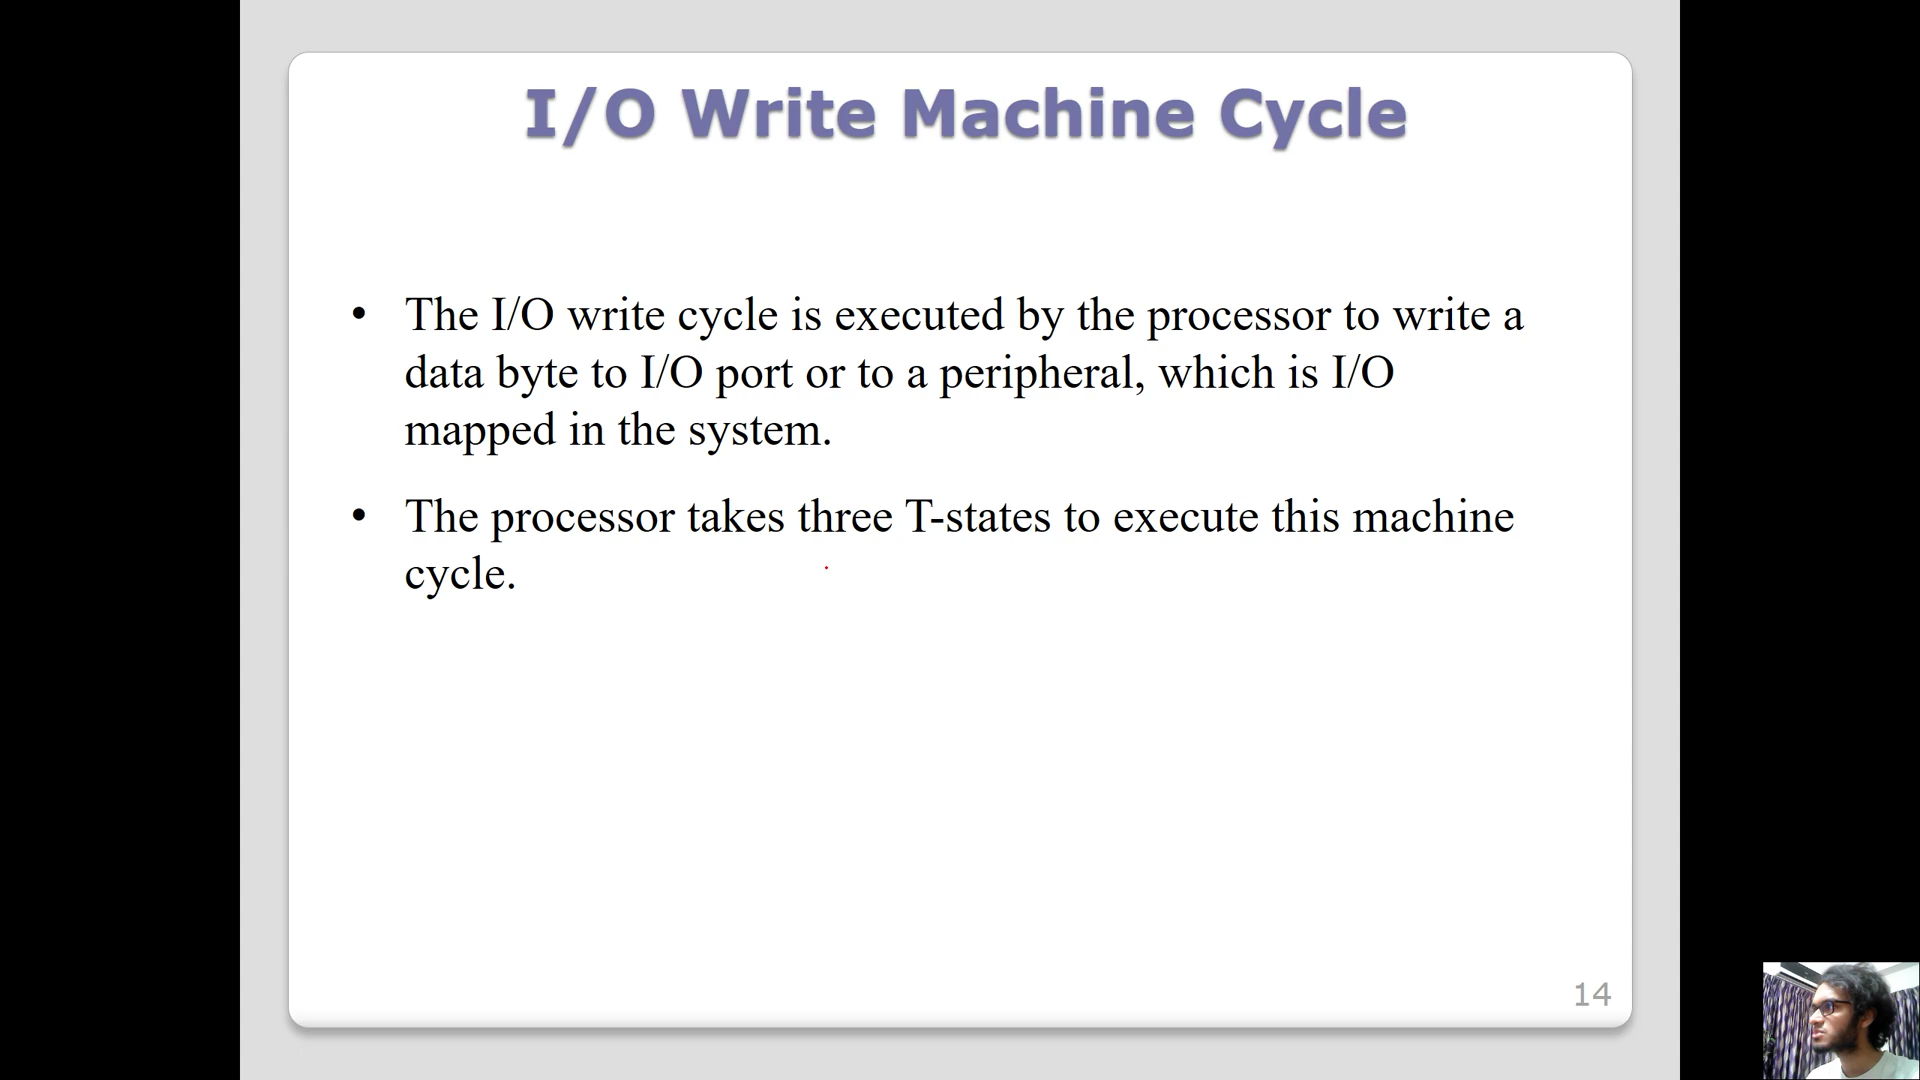 I/O Write Machine Cycle
• The I/O write cycle is executed by the processor to write a
data byte to I/O port or to a peripheral, which is I/O
mapped in the system.
• The processor takes three T-states to execute this machine
cycle.
14